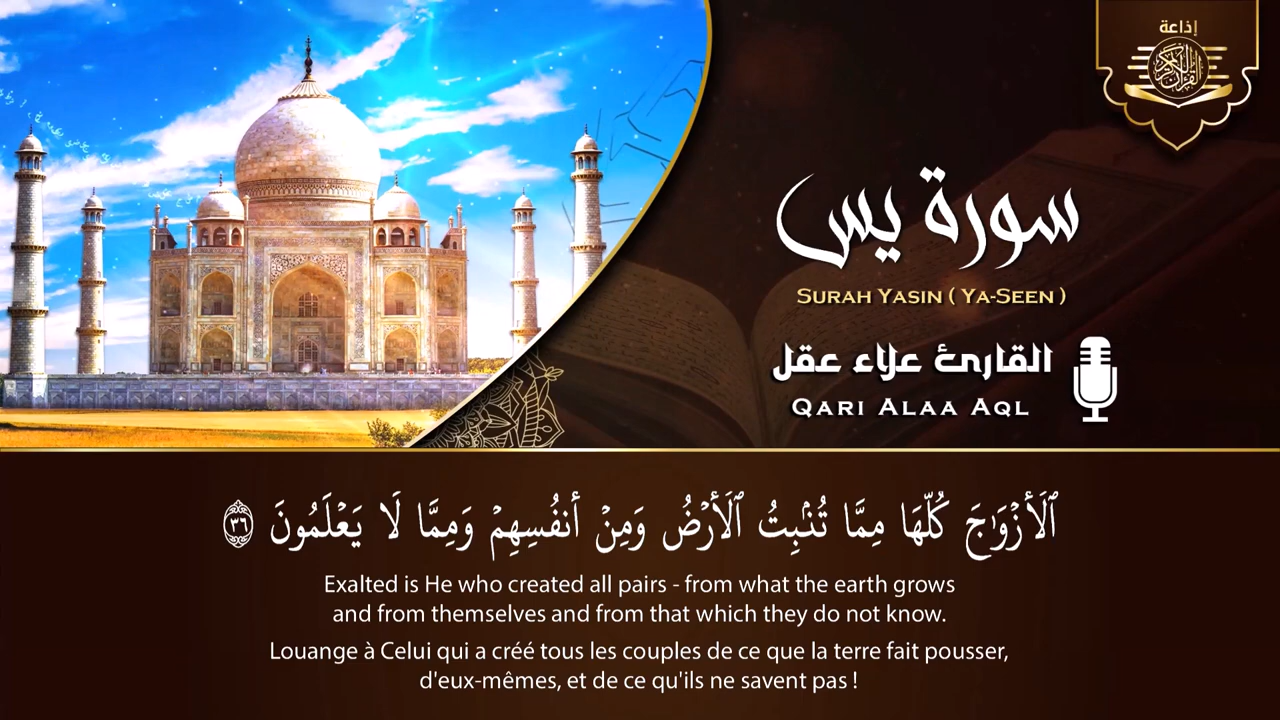 إذاعة
القرآن الكريم
سورة يس
SURAH YASIN ( YA-SEEN )
القارئ علاء عقل
QARI ALAA AQL
ٱلۡأَزۡوَٰجَ كُلَّهَا مِمَّا تُنۢبِتُ ٱلۡأَرۡضُ وَمِنۡ أَنفُسِهِمۡ وَمِمَّا لَا يَعۡلَمُونَ ٣٦
Exalted is He who created all pairs - from what the earth grows
and from themselves and from that which they do not know.
Louange à Celui qui a créé tous les couples de ce que la terre fait pousser,
d'eux-mêmes, et de ce qu'ils ne savent pas !